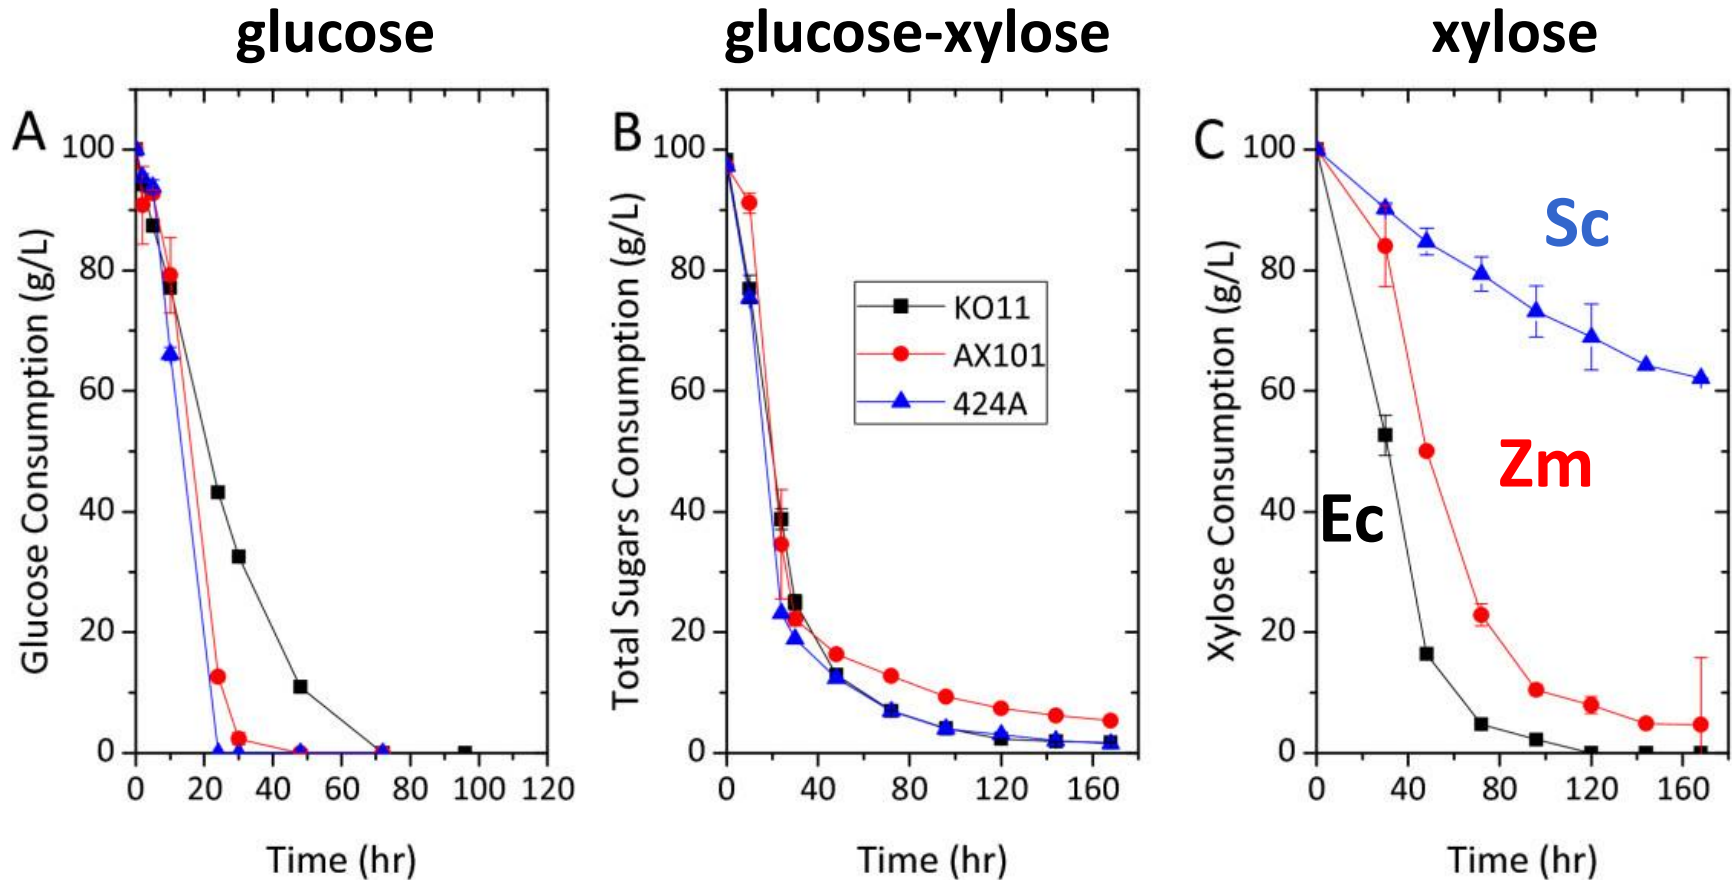 glucose
glucose-xylose
xylose
A
Glucose Consumption (g/L)
100
80
60
40
20
0
0 20 40 60 80 100 120
Time (hr)
B
Total Sugars Consumption (g/L)
100
80
60
40
20
0
KO11
AX101
424A
0 40 80 120 160
Time (hr)
C
Xylose Consumption (g/L)
100
80
60
40
20
0
Sc
Zm
Ec
0 40 80 120 160
Time (hr)